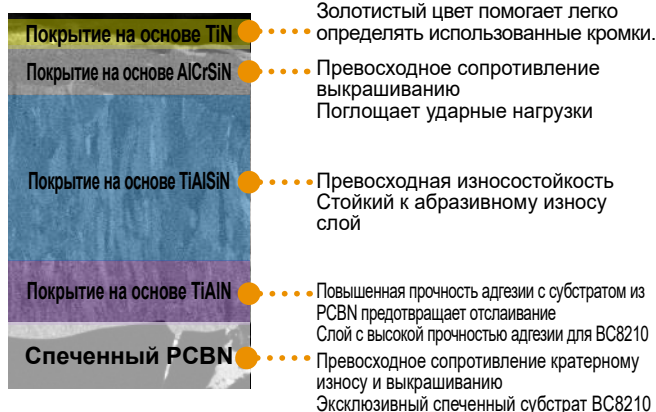 Покрытие на основе TiN
Золотистый цвет помогает легко
определять использованные кромки.
Покрытие на основе AlCrSiN
Превосходное сопротивление
выкрашиванию
Поглощает ударные нагрузки
Покрытие на основе TiAlSiN
Превосходная износостойкость
Стойкий к абразивному износу
слой
Покрытие на основе TiAlN
Повышенная прочность адгезии с субстратом из
PCBN предотвращает отслаивание
Слой с высокой прочностью адгезии для BC8210
Спеченный PCBN
Превосходное сопротивление кратерному
износу и выкрашиванию
Эксклюзивный спеченный субстрат BC8210